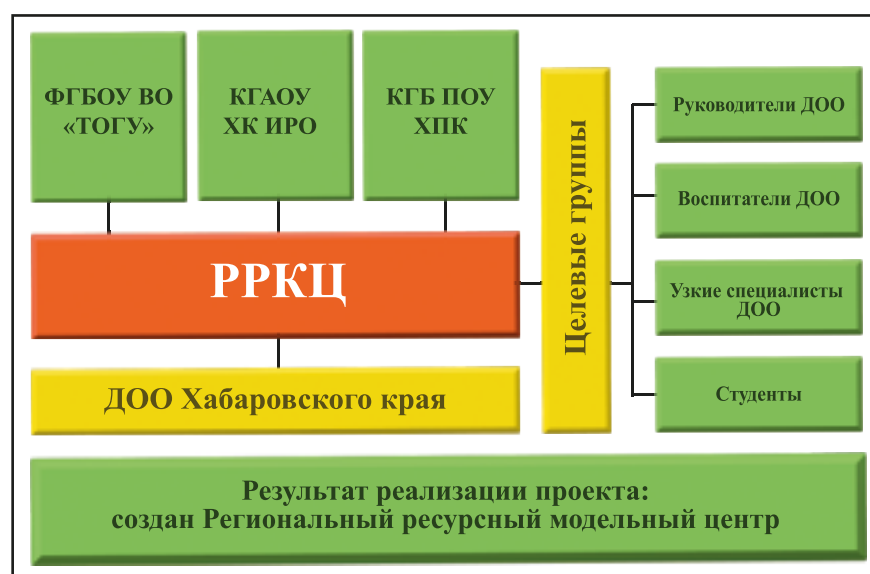 ФГБОУ ВО
«ТОГУ»
КГАОУ
ХК ИРО
КГБ ПОУ
ХПК
РРКЦ
ДОО Хабаровского края
Целевые группы
Руководители ДОО
Воспитатели ДОО
Узкие специалисты
ДОО
Студенты
Результат реализации проекта:
создан Региональный ресурсный модельный центр